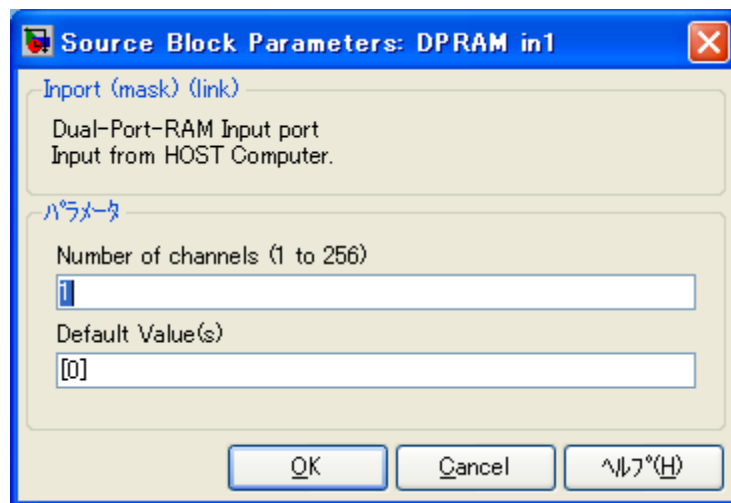 Source Block Parameters: DPRAM in1
Inport (mask) (link)
Dual-Port-RAM Input port
Input from HOST Computer.
ﾊﾟﾗﾒｰﾀ
Number of channels (1 to 256)
1
Default Value(s)
[0]
OK
Cancel
ﾍﾙﾌﾟ(H)